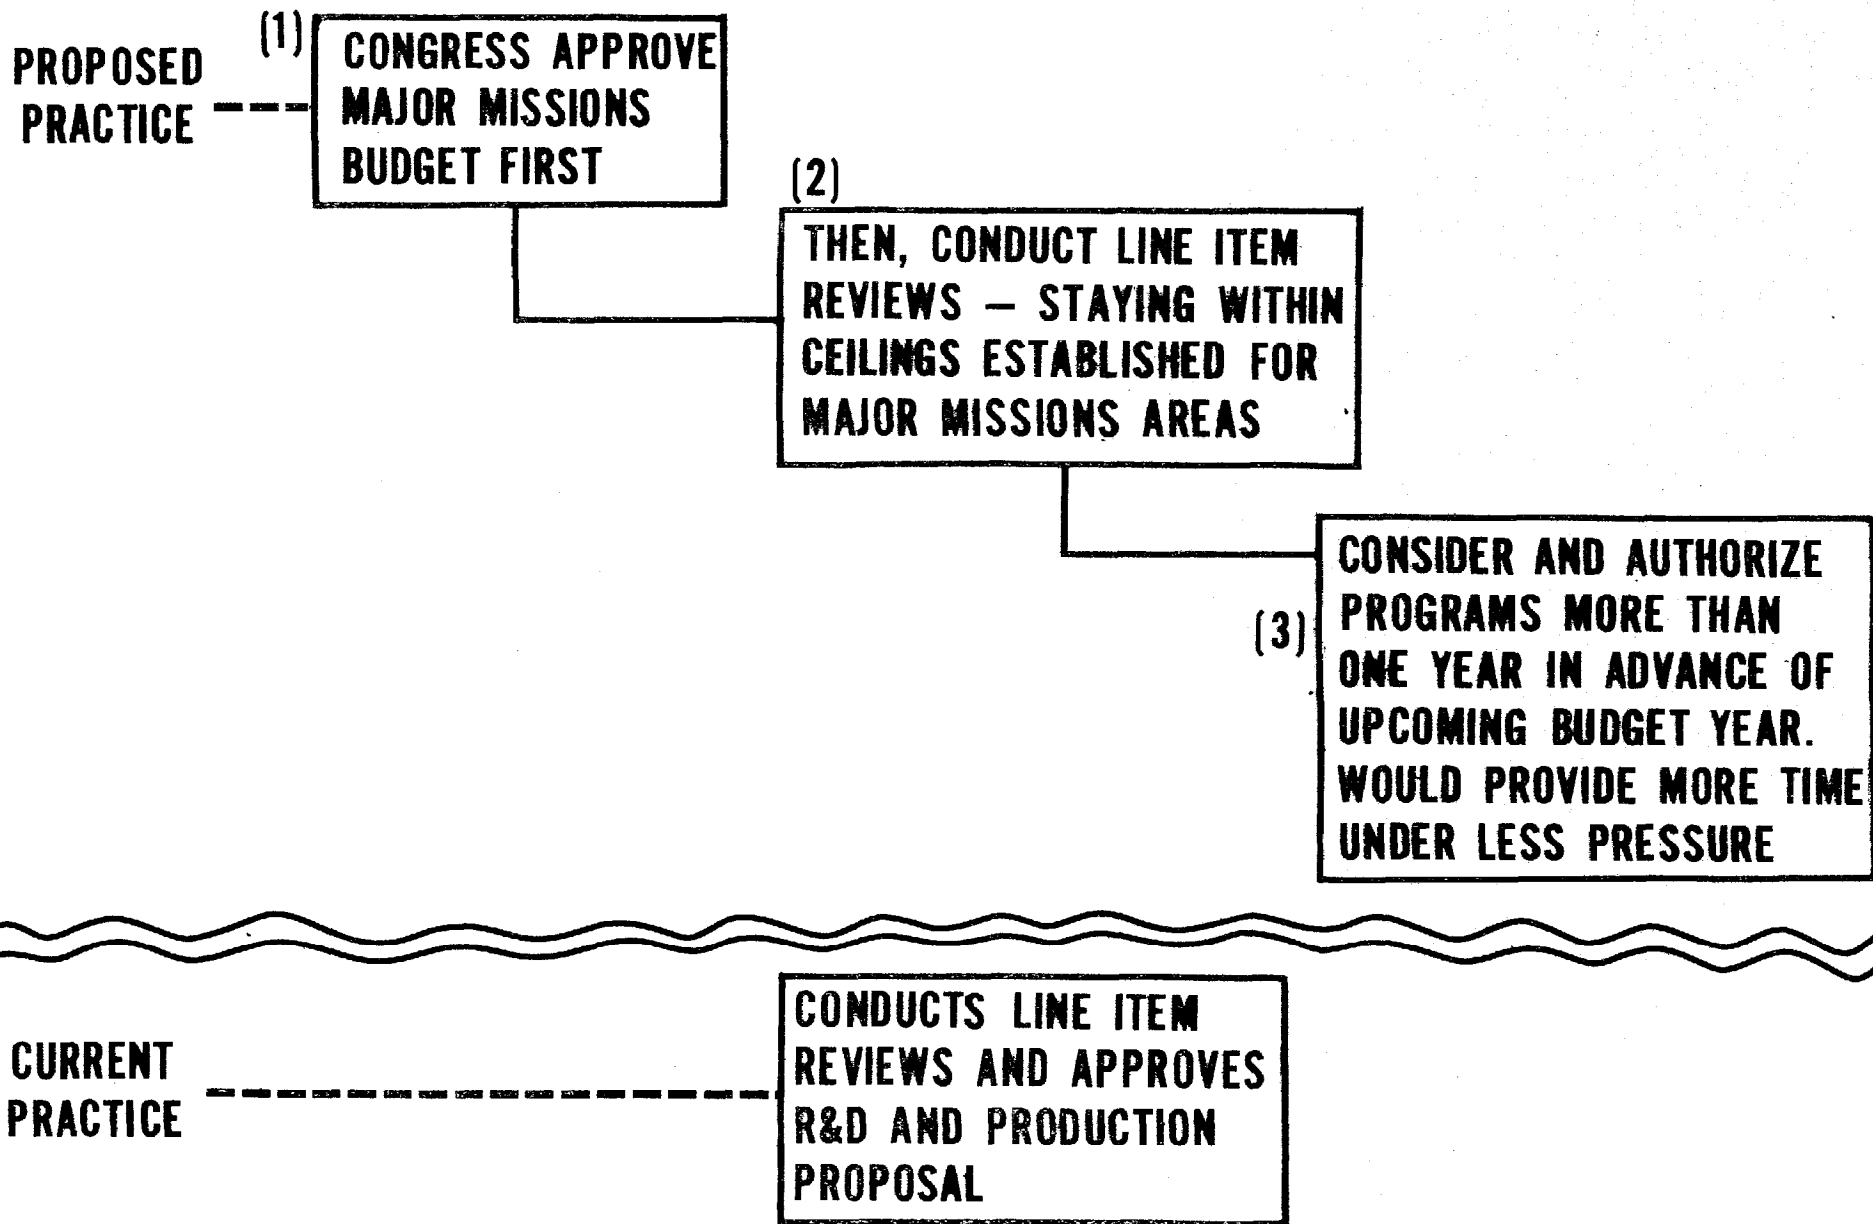 PROPOSED
PRACTICE
(1)
CONGRESS APPROVE
MAJOR MISSIONS
BUDGET FIRST
(2)
THEN, CONDUCT LINE ITEM
REVIEWS – STAYING WITHIN
CEILINGS ESTABLISHED FOR
MAJOR MISSIONS AREAS
(3)
CONSIDER AND AUTHORIZE
PROGRAMS MORE THAN
ONE YEAR IN ADVANCE OF
UPCOMING BUDGET YEAR.
WOULD PROVIDE MORE TIME
UNDER LESS PRESSURE
CURRENT
PRACTICE
CONDUCTS LINE ITEM
REVIEWS AND APPROVES
R&D AND PRODUCTION
PROPOSAL